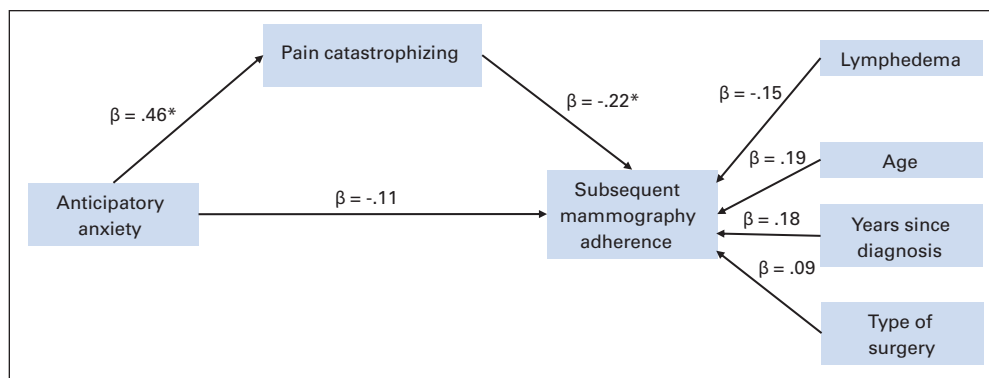 Pain catastrophizing
Lymphedema
β = -.15
β = .46*
β = -.22*
β = .19
Age
Anticipatory
anxiety
β = -.11
Subsequent
mammography
adherence
β = .18
Years since
diagnosis
β = .09
Type of
surgery